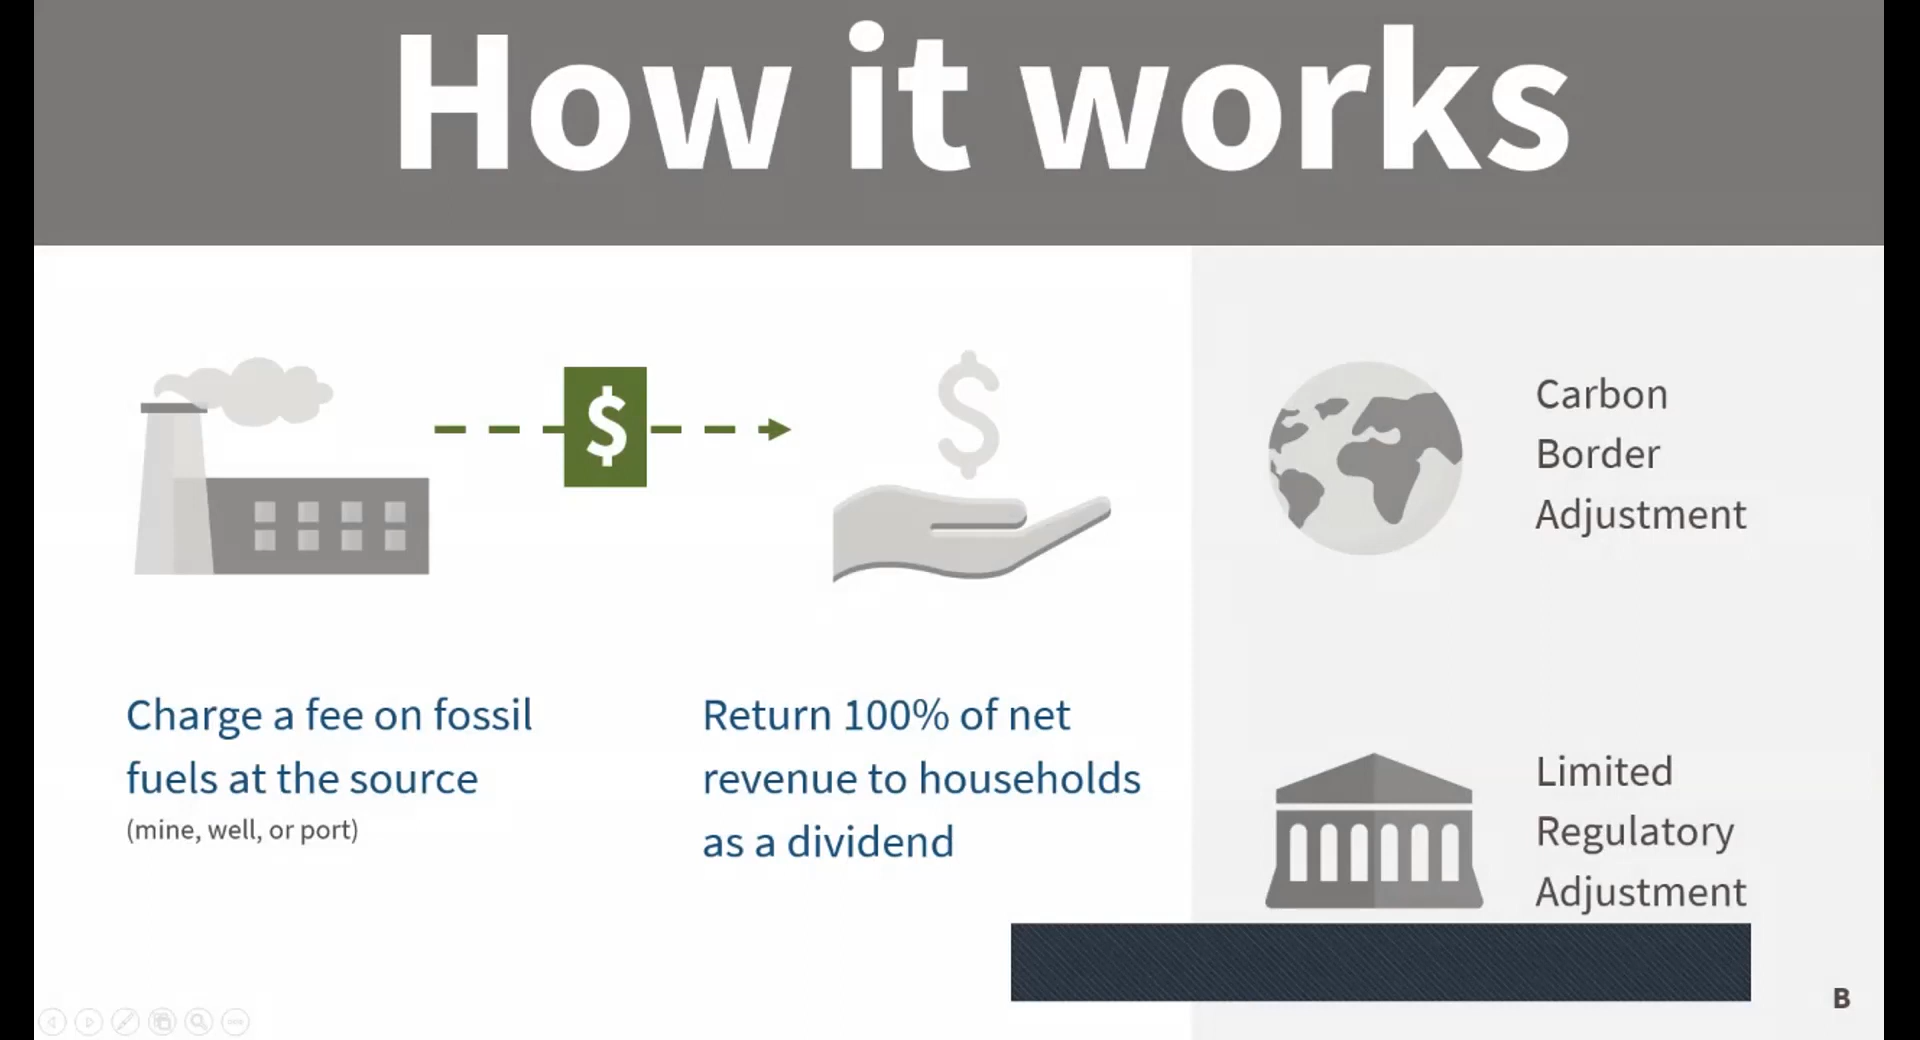 How it works
$
$
Charge a fee on fossil
fuels at the source
(mine, well, or port)
Return 100% of net
revenue to households
as a dividend
Carbon
Border
Adjustment
Limited
Regulatory
Adjustment
B